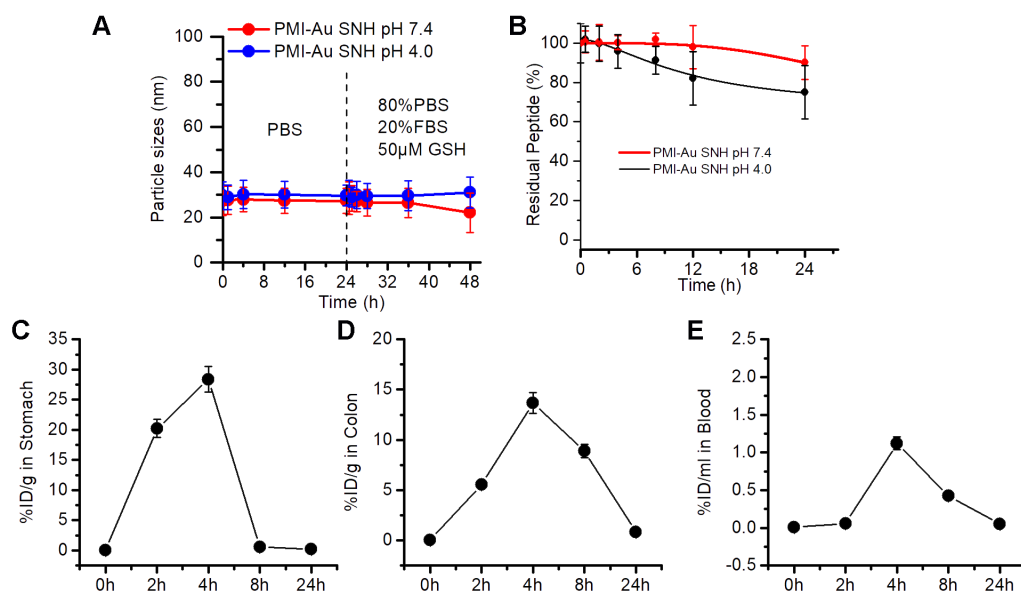 A
PMI-Au SNH pH 7.4
PMI-Au SNH pH 4.0
Particle sizes (nm)
100
80
60
40
20
0
PBS
80%PBS
20%FBS
50μM GSH
0 8 16 24 32 40 48
Time (h)
B
Residual Peptide (%)
100
80
60
40
20
0
PMI-Au SNH pH 7.4
PMI-Au SNH pH 4.0
0 6 12 18 24
Time (h)
C
%ID/g in Stomach
35
30
25
20
15
10
5
0
0h 2h 4h 8h 24h
D
%ID/g in Colon
20
15
10
5
0
0h 2h 4h 8h 24h
E
%ID/ml in Blood
2.5
2.0
1.5
1.0
0.5
0.0
-0.5
0h 2h 4h 8h 24h